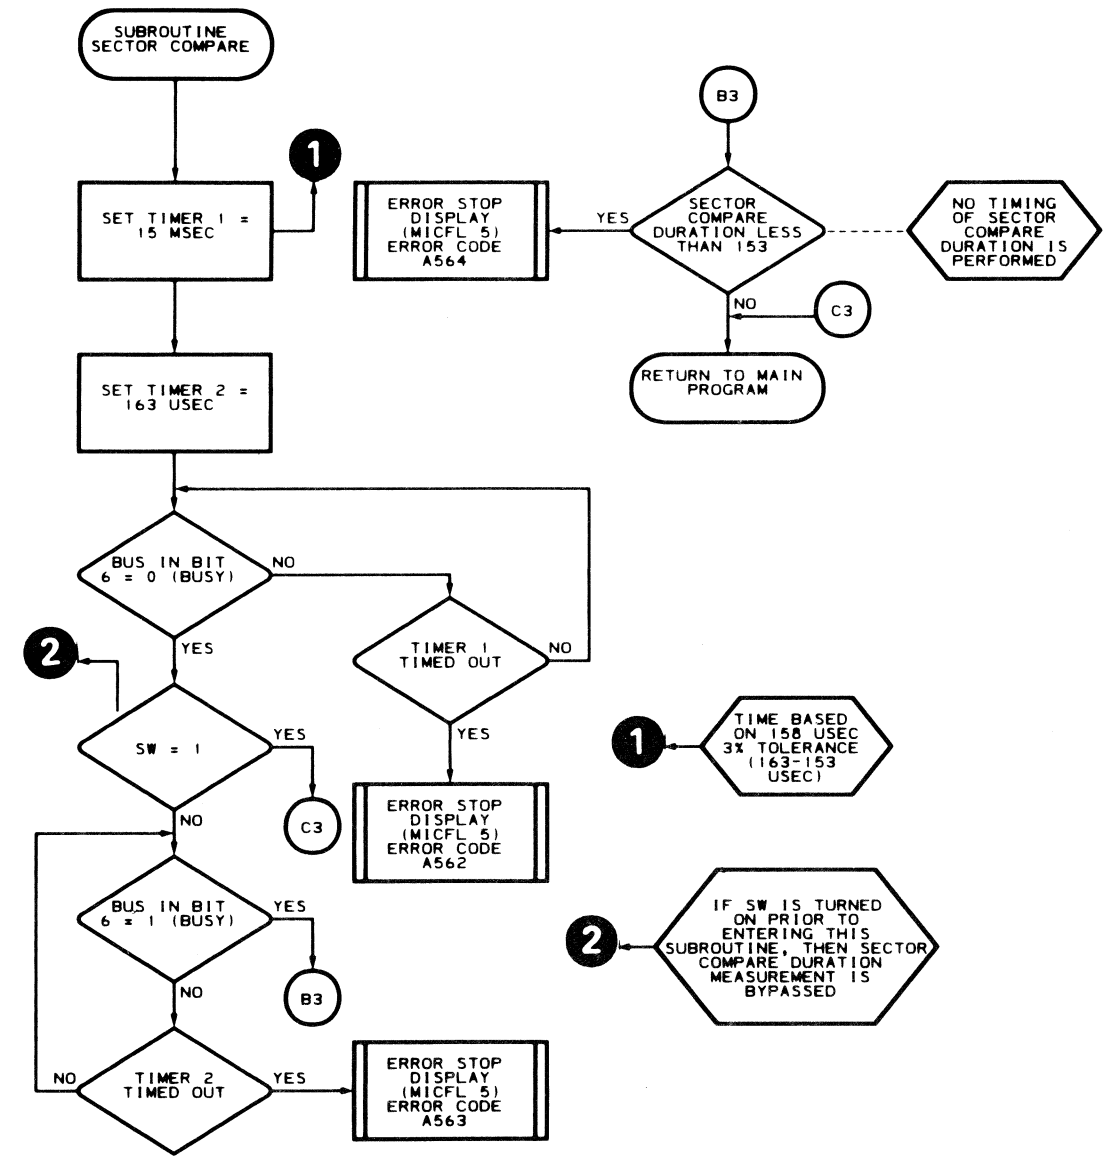 SUBROUTINE
SECTOR COMPARE
1
SET TIMER 1 =
15 MSEC
SET TIMER 2 =
163 USEC
BUS IN BIT
6 = 0 (BUSY)
NO
YES
2
TIMER 1
TIMED OUT
NO
YES
SW = 1
YES
C3
NO
ERROR STOP
DISPLAY
(MICFL 5)
ERROR CODE
A562
BUS IN BIT
6 = 1 (BUSY)
YES
B3
NO
TIMER 2
TIMED OUT
NO
YES
ERROR STOP
DISPLAY
(MICFL 5)
ERROR CODE
A563
B3
SECTOR
COMPARE
DURATION LESS
THAN 153
YES
ERROR STOP
DISPLAY
(MICFL 5)
ERROR CODE
A564
NO TIMING
OF SECTOR
COMPARE
DURATION IS
PERFORMED
NO
C3
RETURN TO MAIN
PROGRAM
1
TIME BASED
ON 158 USEC
3% TOLERANCE
(163-153
USEC)
2
IF SW IS TURNED
ON PRIOR TO
ENTERING THIS
SUBROUTINE, THEN SECTOR
COMPARE DURATION
MEASUREMENT IS
BYPASSED